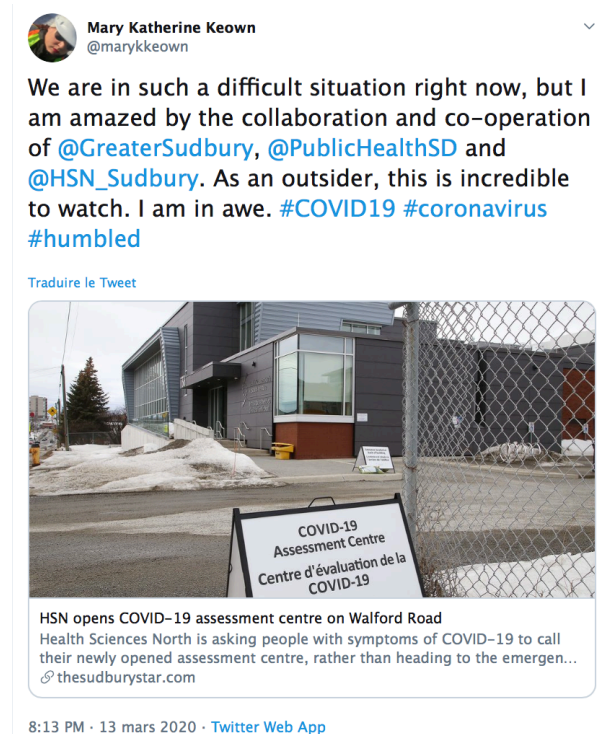 Mary Katherine Keown
@marykkeown
We are in such a difficult situation right now, but I
am amazed by the collaboration and co-operation
of @GreaterSudbury, @PublicHealthSD and
@HSN_Sudbury. As an outsider, this is incredible
to watch. I am in awe. #COVID19 #coronavirus
#humbled
Traduire le Tweet
COVID-19
Assessment Centre
Centre d'évaluation de la
COVID-19
HSN opens COVID-19 assessment centre on Walford Road
Health Sciences North is asking people with symptoms of COVID-19 to call
their newly opened assessment centre, rather than heading to the emergen...
thesudburystar.com
8:13 PM · 13 mars 2020 · Twitter Web App